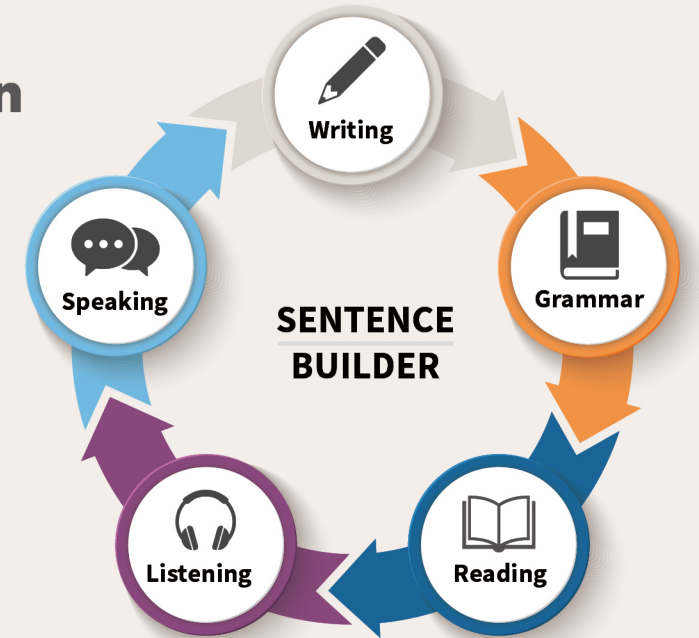 Writing
Speaking
Grammar
SENTENCE
BUILDER
Listening
Reading